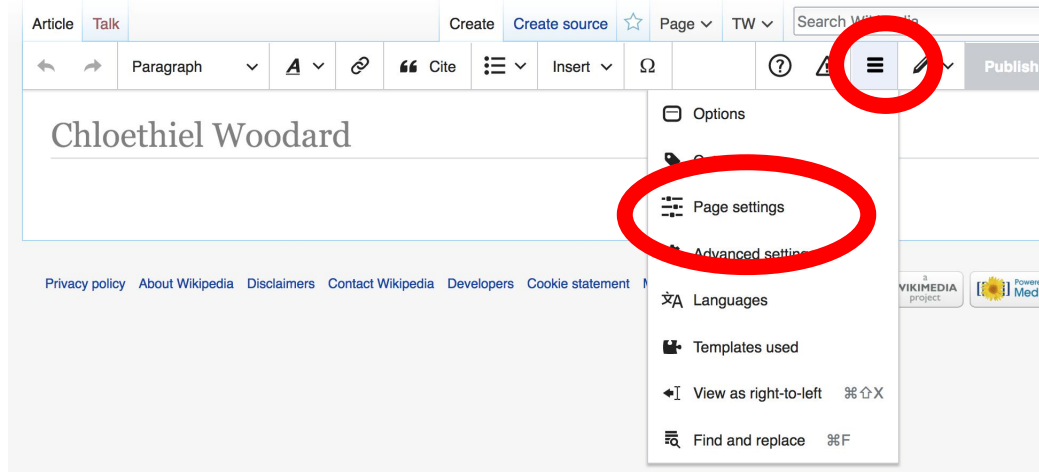 Article Talk Create Create source Page TW Search
Paragraph A Cite Insert Ω Publish
Chloethiel Woodard
Options
Page settings
Advanced
Languages
Templates used
View as right-to-left ⌘⇧X
Find and replace ⌘F
Privacy policy About Wikipedia Disclaimers Contact Wikipedia Developers Cookie statement
a
WIKIMEDIA
project